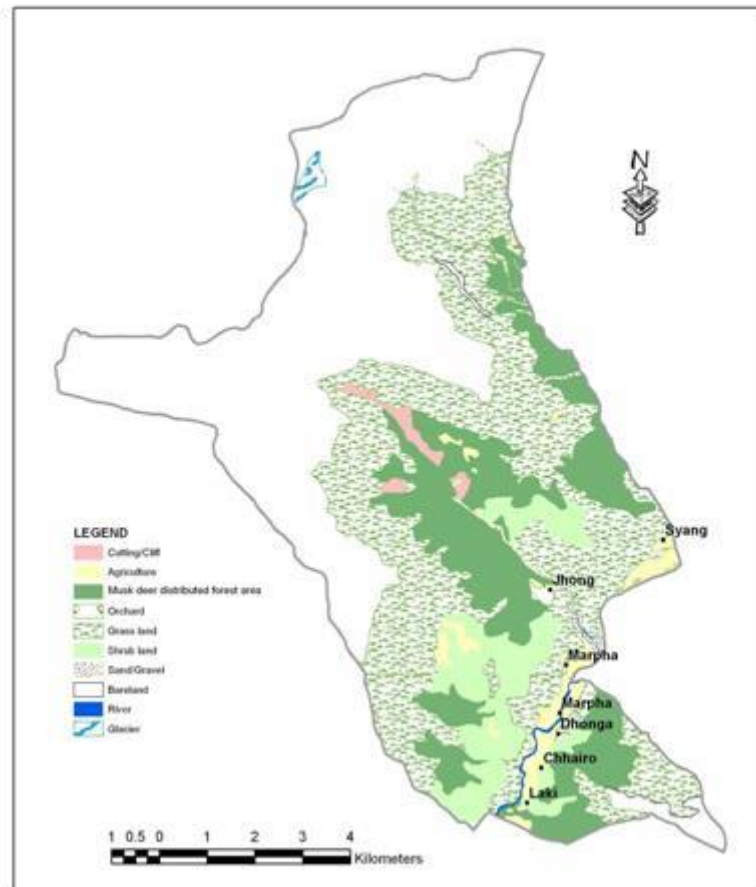 N
Syang
Jhong
Marpha
Marpha
Dhonga
Chhairo
Laki
LEGEND
Cutting/Cliff
Agriculture
Musk deer distributed forest area
Orchard
Grass land
Shrub land
Sand/Gravel
Bareland
River
Glacier
1 0.5 0 1 2 3 4
Kilometers